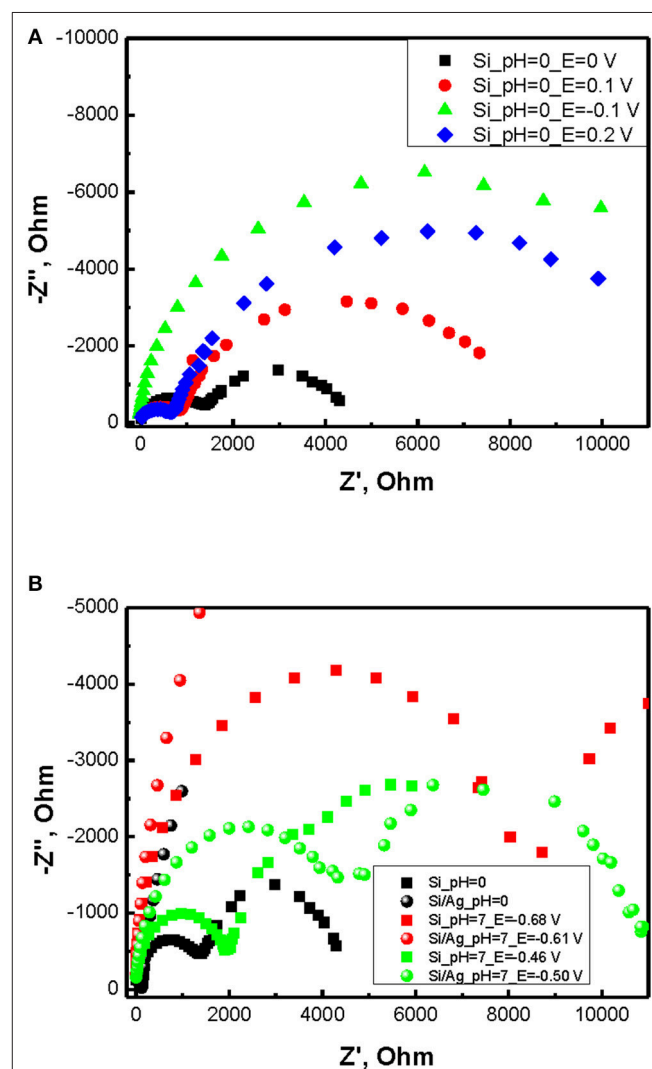 A
-10000
-8000
-6000
-4000
-2000
0
-Z'', Ohm
Si_pH=0_E=0 V
Si_pH=0_E=0.1 V
Si_pH=0_E=-0.1 V
Si_pH=0_E=0.2 V
0 2000 4000 6000 8000 10000
Z', Ohm
B
-5000
-4000
-3000
-2000
-1000
0
-Z'', Ohm
Si_pH=0
Si/Ag_pH=0
Si_pH=7_E=-0.68 V
Si/Ag_pH=7_E=-0.61 V
Si_pH=7_E=-0.46 V
Si/Ag_pH=7_E=-0.50 V
0 2000 4000 6000 8000 10000
Z', Ohm